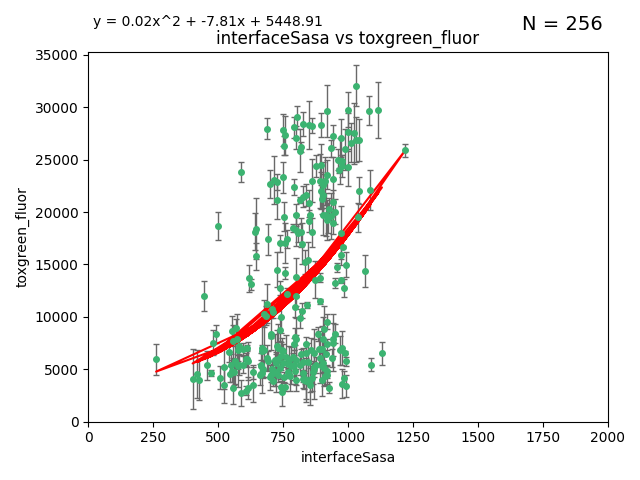 y = 0.02x^2 + -7.81x + 5448.91
N = 256
interfaceSasa vs toxgreen_fluor
35000
30000
25000
20000
15000
10000
5000
0
toxgreen_fluor
0 250 500 750 1000 1250 1500 1750 2000
interfaceSasa